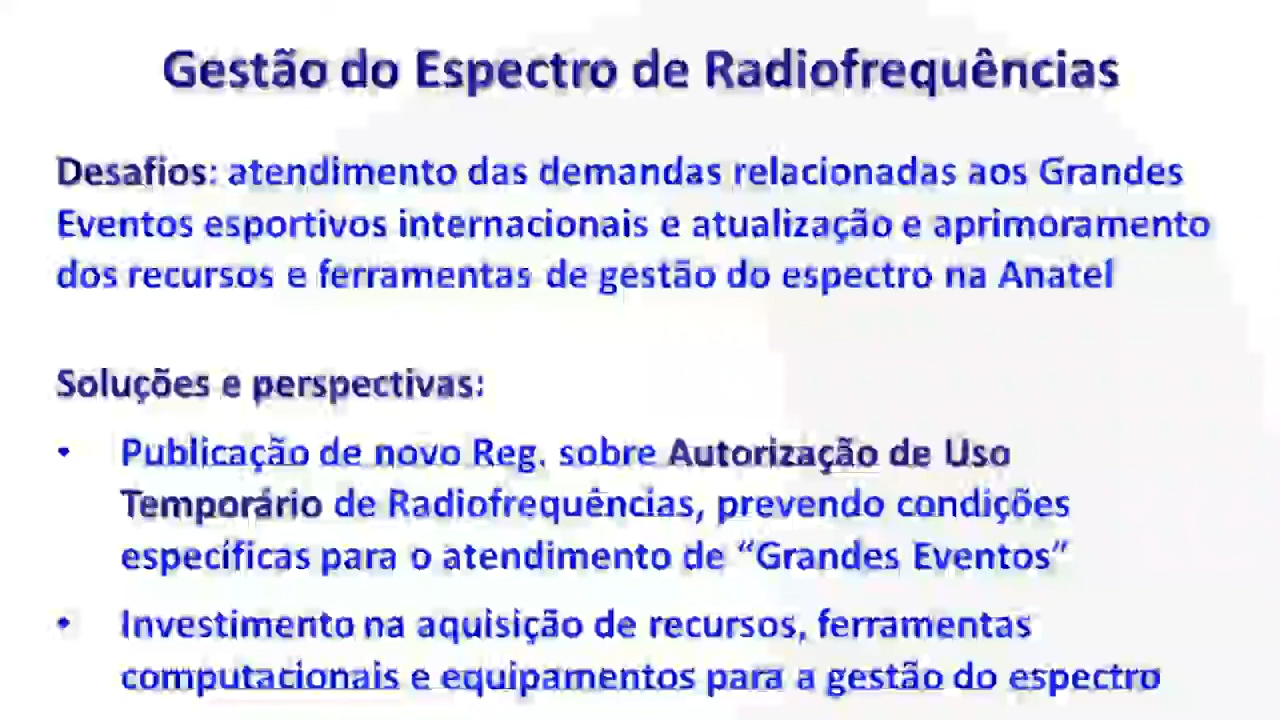 Gestão do Espectro de Radiofrequências
Desafios: atendimento das demandas relacionadas aos Grandes
Eventos esportivos internacionais e atualização e aprimoramento
dos recursos e ferramentas de gestão do espectro na Anatel
Soluções e perspectivas:
• Publicação de novo Reg. sobre Autorização de Uso
Temporário de Radiofrequências, prevendo condições
específicas para o atendimento de “Grandes Eventos”
• Investimento na aquisição de recursos, ferramentas
computacionais e equipamentos para a gestão do espectro